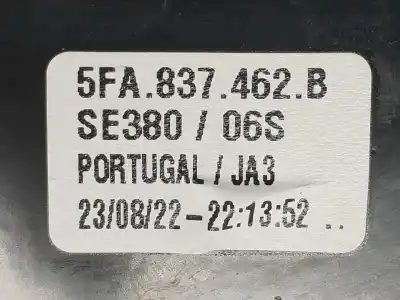 5FA.837.462.B
SE380 / 06S
PORTUGAL / JA3
23/08/22-22:13:52 ..